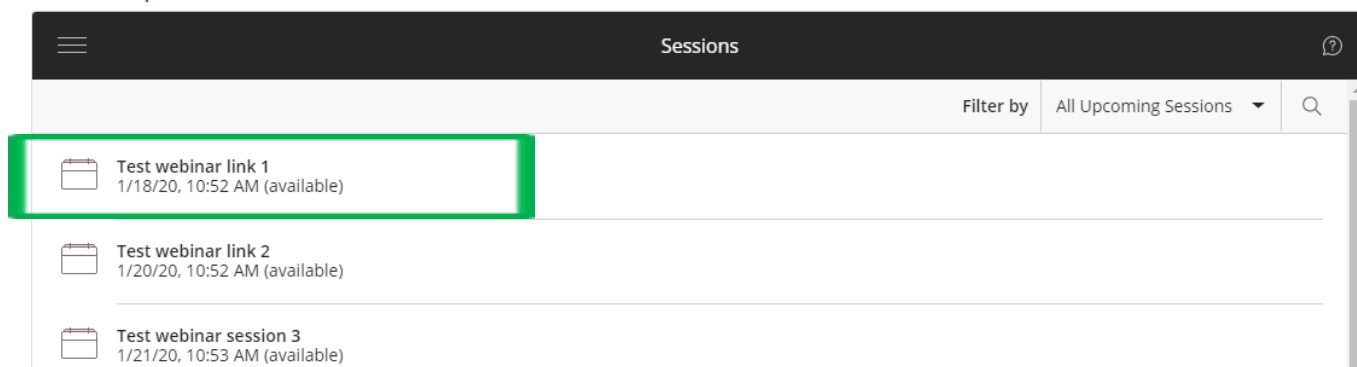 Sessions
Filter by All Upcoming Sessions
Test webinar link 1
1/18/20, 10:52 AM (available)
Test webinar link 2
1/20/20, 10:52 AM (available)
Test webinar session 3
1/21/20, 10:53 AM (available)